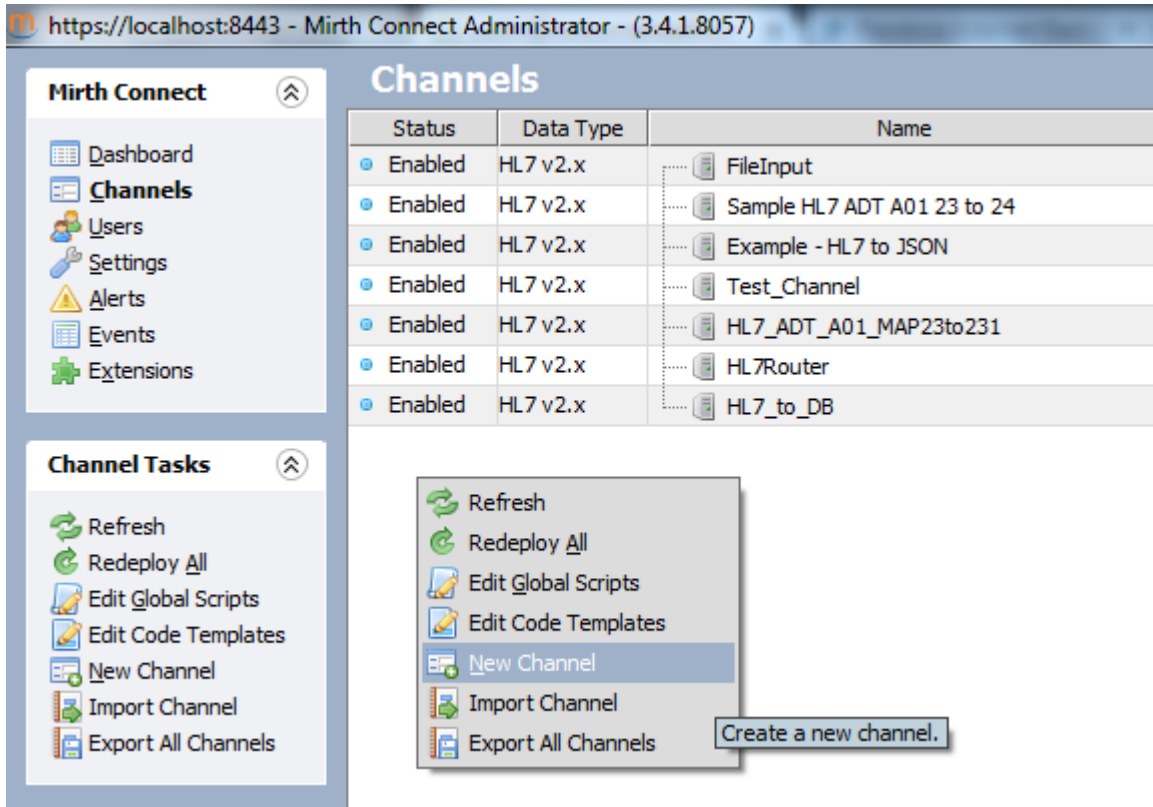 https://localhost:8443 - Mirth Connect Administrator - (3.4.1.8057)
Mirth Connect
Dashboard
Channels
Users
Settings
Alerts
Events
Extensions
Channel Tasks
Refresh
Redeploy All
Edit Global Scripts
Edit Code Templates
New Channel
Import Channel
Export All Channels
Channels
Status Data Type Name
Enabled HL7 v2.x FileInput
Enabled HL7 v2.x Sample HL7 ADT A01 23 to 24
Enabled HL7 v2.x Example - HL7 to JSON
Enabled HL7 v2.x Test_Channel
Enabled HL7 v2.x HL7_ADT_A01_MAP23to231
Enabled HL7 v2.x HL7Router
Enabled HL7 v2.x HL7_to_DB
Refresh
Redeploy All
Edit Global Scripts
Edit Code Templates
New Channel
Import Channel
Export All Channels
Create a new channel.